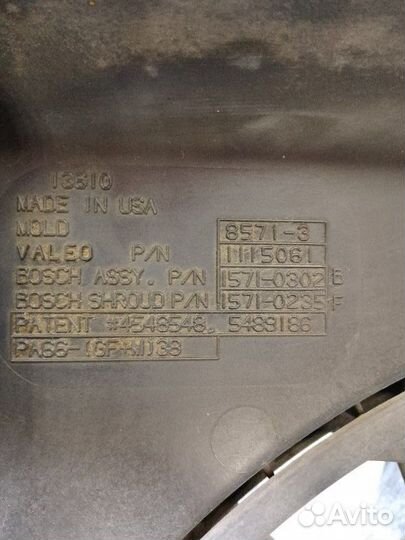 13510
MADE IN USA
MOLD 8571-3
VALEO P/N 1115061
BOSCH ASSY. P/N 1571-0302 B
BOSCH SHROUD P/N 1571-0235 F
PATENT #4548548, 5489186
PA66-(GF+M)38
Avito